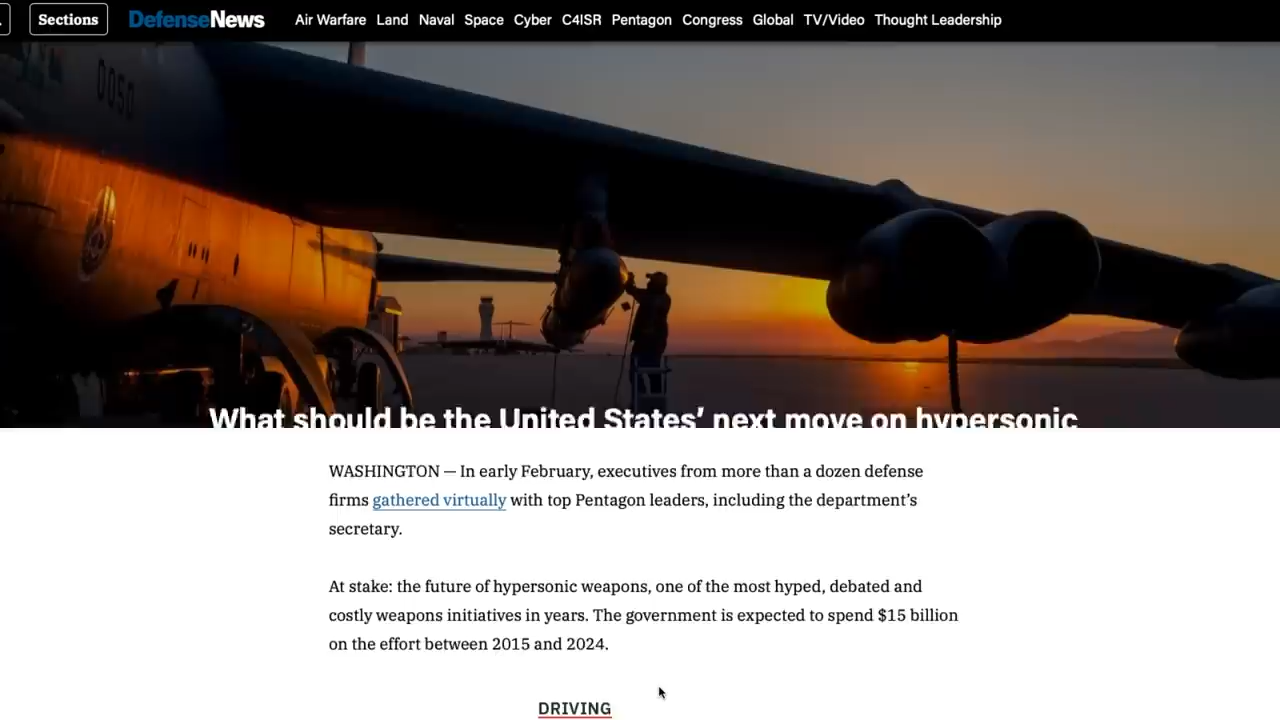 Sections
DefenseNews
Air Warfare Land Naval Space Cyber C4ISR Pentagon Congress Global TV/Video Thought Leadership
0050
What should be the United States’ next move on hypersonic
WASHINGTON — In early February, executives from more than a dozen defense
firms gathered virtually with top Pentagon leaders, including the department’s
secretary.
At stake: the future of hypersonic weapons, one of the most hyped, debated and
costly weapons initiatives in years. The government is expected to spend $15 billion
on the effort between 2015 and 2024.
DRIVING